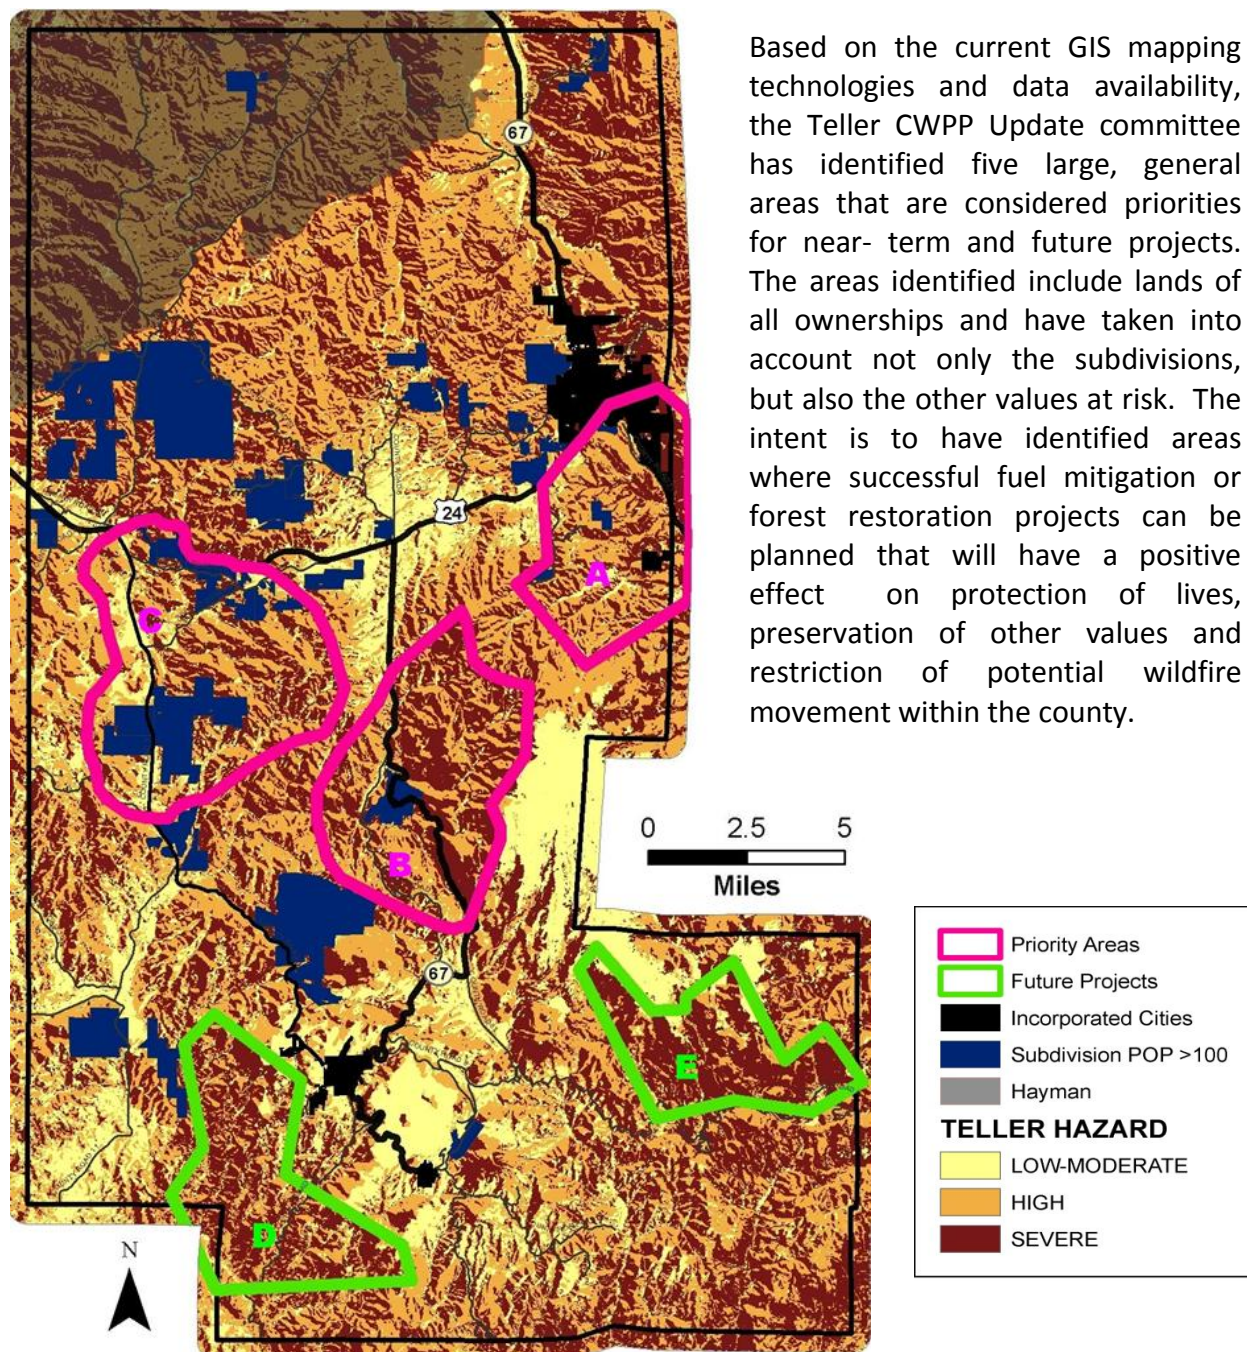 Based on the current GIS mapping
technologies and data availability,
the Teller CWPP Update committee
has identified five large, general
areas that are considered priorities
for near- term and future projects.
The areas identified include lands of
all ownerships and have taken into
account not only the subdivisions,
but also the other values at risk. The
intent is to have identified areas
where successful fuel mitigation or
forest restoration projects can be
planned that will have a positive
effect on protection of lives,
preservation of other values and
restriction of potential wildfire
movement within the county.
67
24
A
C
B
67
E
D
N
0 2.5 5
Miles
Priority Areas
Future Projects
Incorporated Cities
Subdivision POP >100
Hayman
TELLER HAZARD
LOW-MODERATE
HIGH
SEVERE